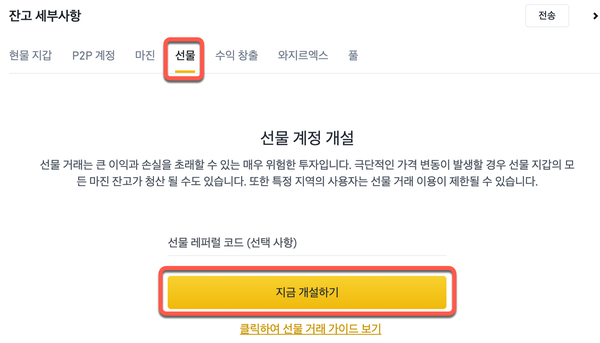 잔고 세부사항
전송
현물 지갑 P2P 계정 마진 선물 수익 창출 와지르엑스 풀
선물 계정 개설
선물 거래는 큰 이익과 손실을 초래할 수 있는 매우 위험한 투자입니다. 극단적인 가격 변동이 발생할 경우 선물 지갑의 모
든 마진 잔고가 청산 될 수도 있습니다. 또한 특정 지역의 사용자는 선물 거래 이용이 제한될 수 있습니다.
선물 레퍼럴 코드 (선택 사항)
지금 개설하기
클릭하여 선물 거래 가이드 보기